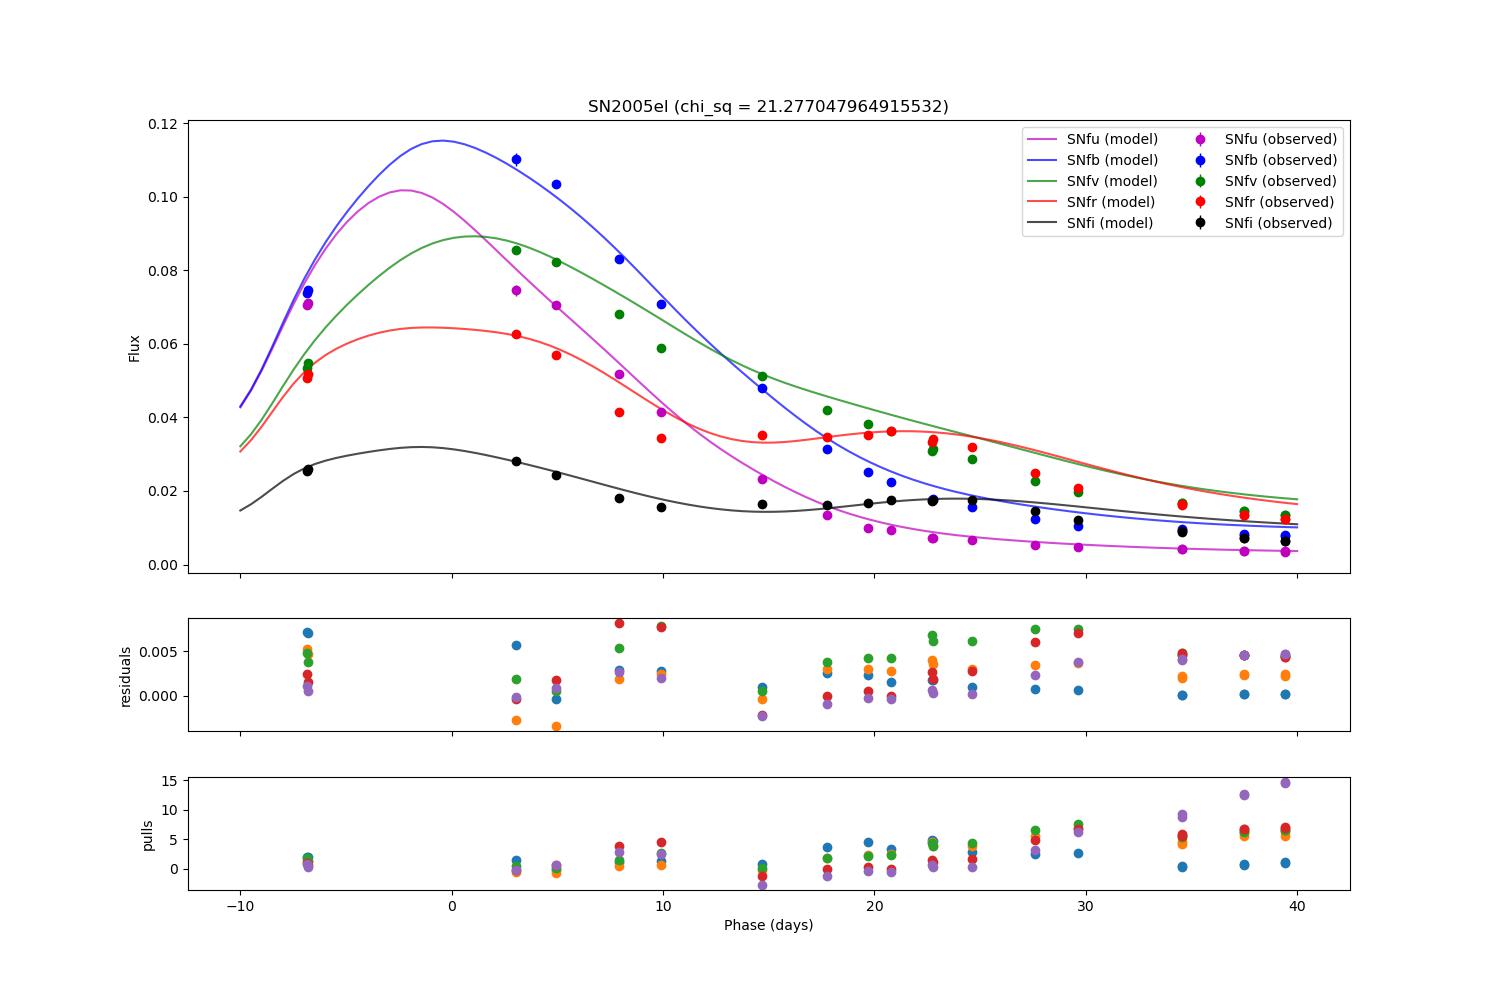 SN2005el (chi_sq = 21.277047964915532)
0.12
0.10
0.08
0.06
0.04
0.02
0.00
Flux
SNfu (model)
SNfb (model)
SNfv (model)
SNfr (model)
SNfi (model)
SNfu (observed)
SNfb (observed)
SNfv (observed)
SNfr (observed)
SNfi (observed)
0.005
0.000
residuals
15
10
5
0
pulls
−10
0
10
20
30
40
Phase (days)